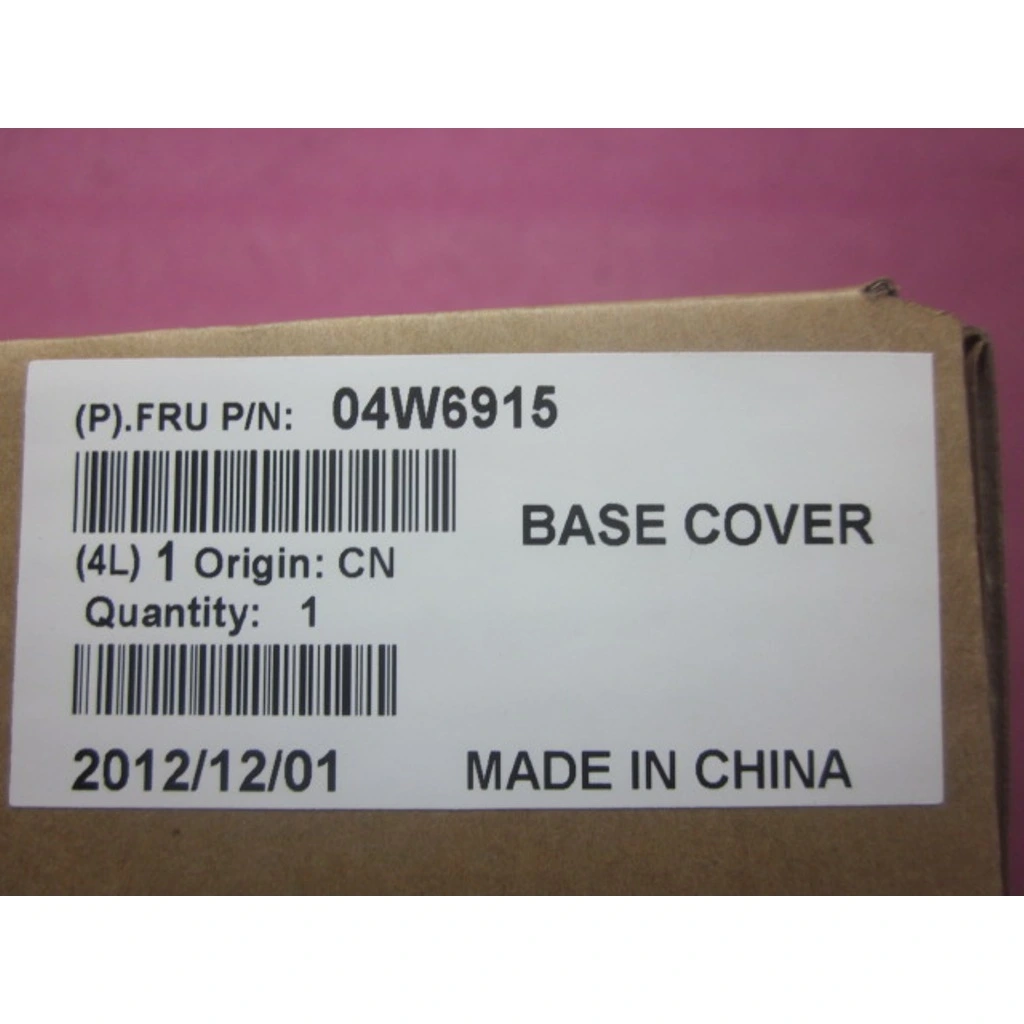 (P).FRU P/N: 04W6915
BASE COVER
(4L) 1 Origin: CN
Quantity: 1
2012/12/01 MADE IN CHINA